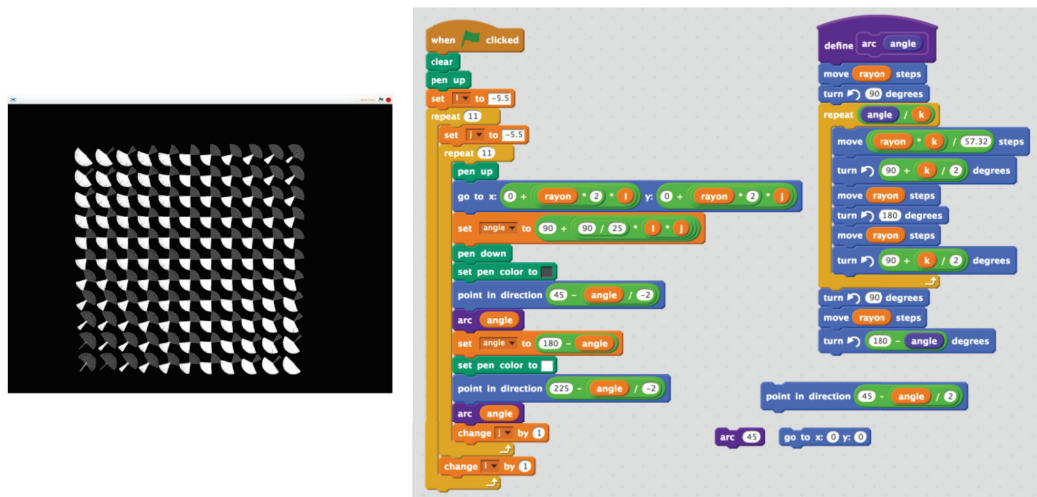 when clicked
clear
pen up
set I to -5.5
repeat 11
set j to -5.5
repeat 11
pen up
go to x: 0 + rayon * 2 * I y: 0 + rayon * 2 * j
set angle to 90 + 90 / 25 * I * j
pen down
set pen color to
point in direction 45 - angle / -2
arc angle
set angle to 180 - angle
set pen color to
point in direction 225 - angle / -2
arc angle
change j by 1
change I by 1
define arc angle
move rayon steps
turn 90 degrees
repeat angle / k
move rayon * k / 57.32 steps
turn 90 + k / 2 degrees
move rayon steps
turn 180 degrees
move rayon steps
turn 90 + k / 2 degrees
turn 90 degrees
move rayon steps
turn 180 - angle degrees
point in direction 45 - angle / 2
arc 45
go to x: 0 y: 0